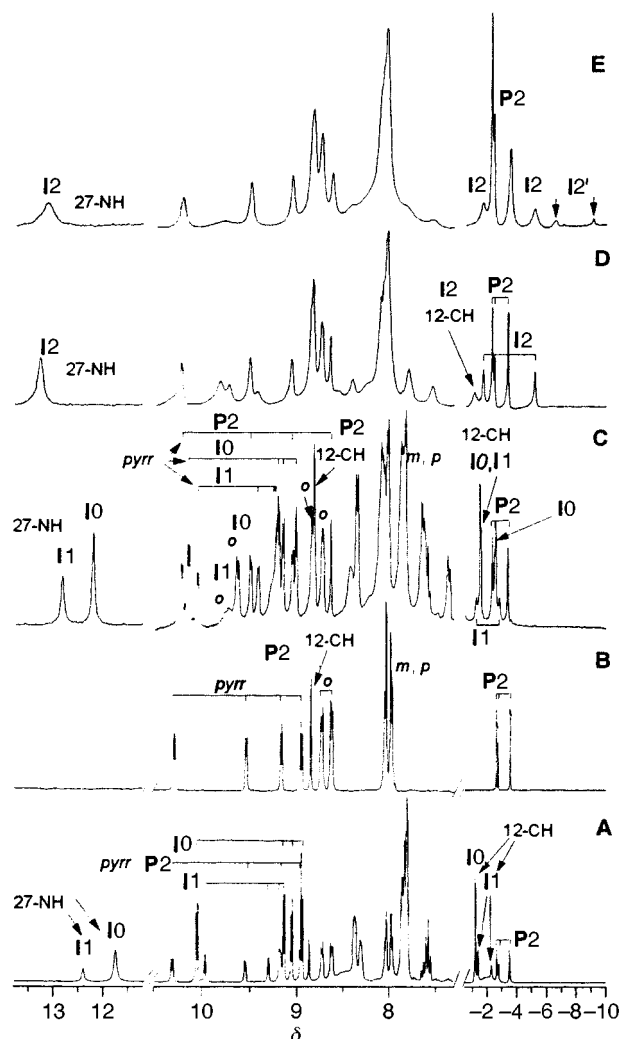 E
P2
I2
27-NH
I2
I2
I2'
D
I2
12-CH
P2
I2
27-NH
I2
P2
P2
C
pyrr
I0
I1
12-CH
m, p
12-CH
I0, I1
P2
I0
27-NH
I1
I0
I0
o
o
o
I1
o
I1
B
P2
12-CH
o
m, p
pyrr
P2
A
I0
pyrr
P2
I1
27-NH
I1
I0
12-CH
I0
I1
P2
13
12
10
9
8
-2
-4
-6
-8
-10
δ